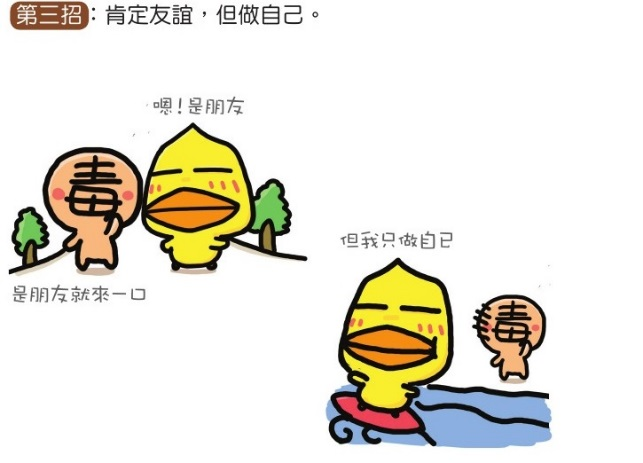 第三招：肯定友誼，但做自己。
嗯！是朋友
毒
是朋友就來一口
但我只做自己
毒